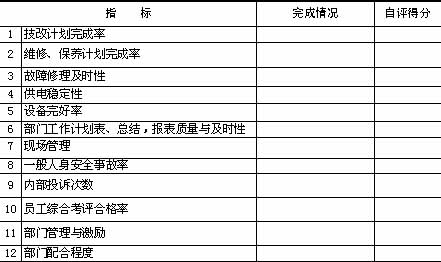 指 标 完成情况 自评得分
1 技改计划完成率
2 维修、保养计划完成率
3 故障修理及时性
4 供电稳定性
5 设备完好率
6 部门工作计划表、总结,报表质量与及时性
7 现场管理
8 一般人身安全事故率
9 内部投诉次数
10 员工综合考评合格率
11 部门管理与激励
12 部门配合程度